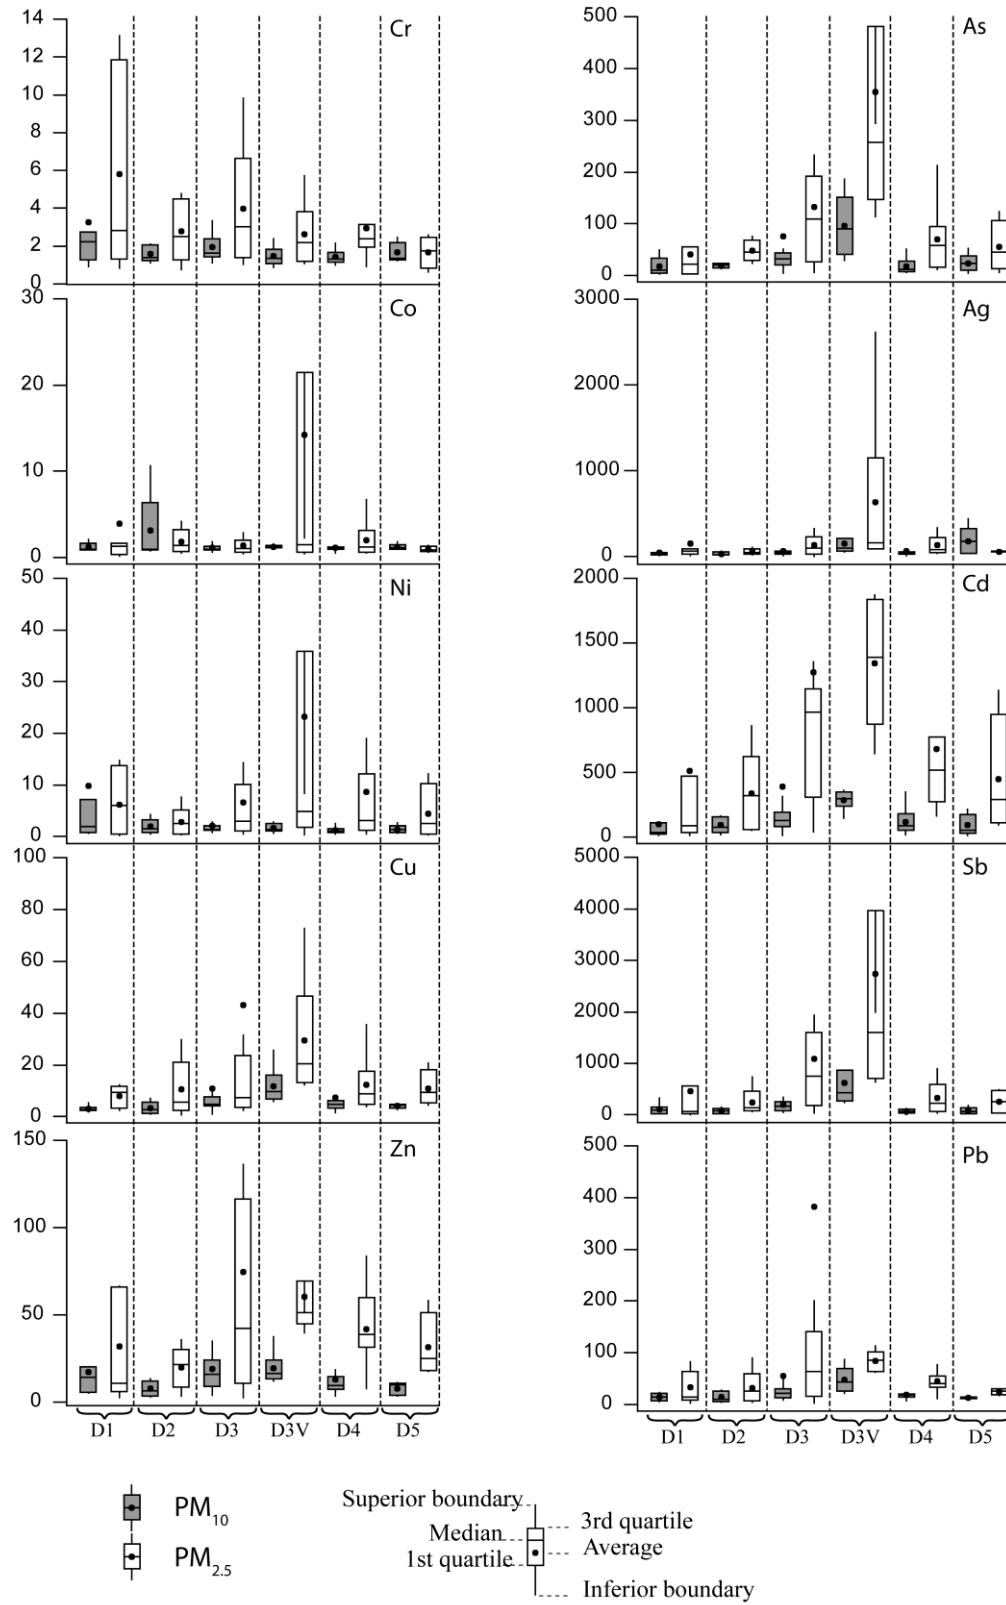 Cr
14
12
10
8
6
4
2
0
As
500
400
300
200
100
0
Co
30
20
10
0
Ag
3000
2000
1000
0
Ni
50
40
30
20
10
0
Cd
2000
1500
1000
500
0
Cu
100
80
60
40
20
0
Sb
5000
4000
3000
2000
1000
0
Zn
150
100
50
0
Pb
500
400
300
200
100
0
D1 D2 D3 D3V D4 D5
D1 D2 D3 D3V D4 D5
PM10
PM2.5
Superior boundary
Median
1st quartile
3rd quartile
Average
Inferior boundary